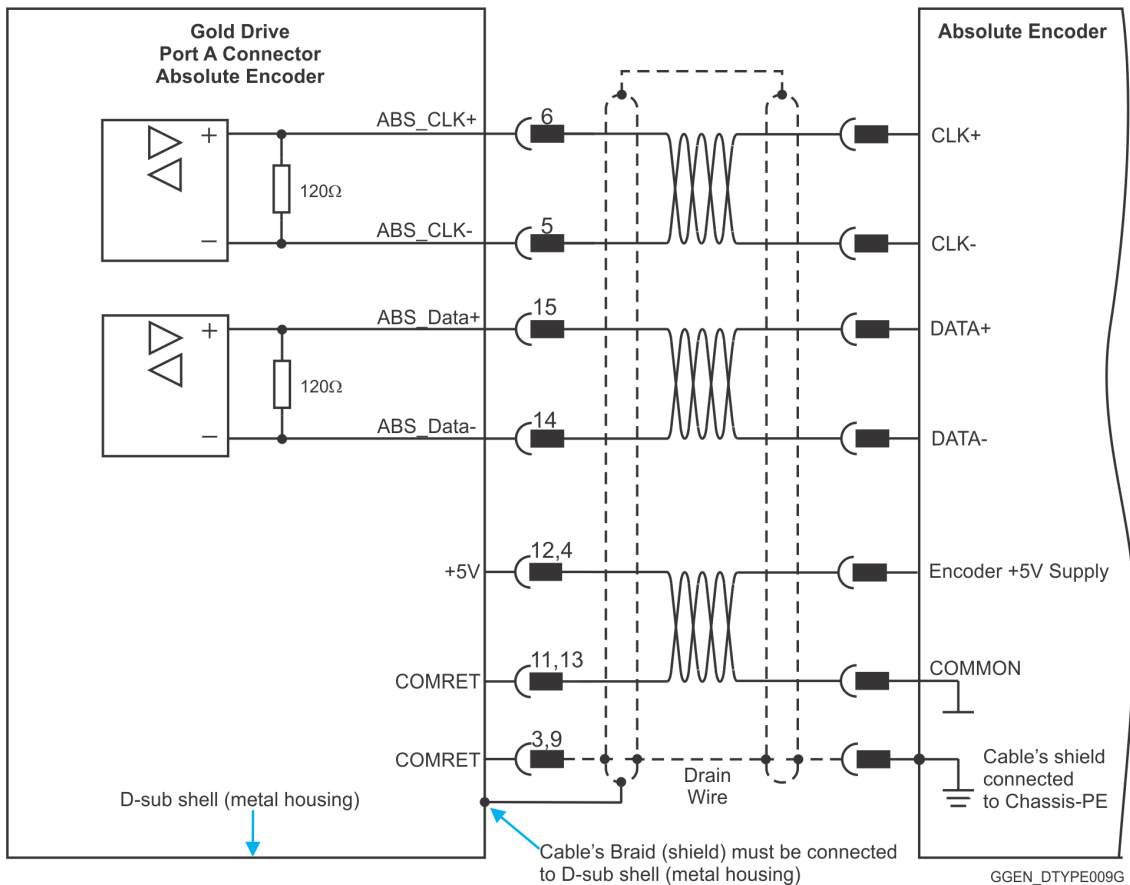 Gold Drive
Port A Connector
Absolute Encoder
Absolute Encoder
ABS_CLK+
6
CLK+
+
120Ω
ABS_CLK-
5
CLK-
−
ABS_Data+
15
DATA+
+
120Ω
ABS_Data-
14
DATA-
−
+5V
12,4
Encoder +5V Supply
COMRET
11,13
COMMON
COMRET
3,9
Drain
Wire
Cable's shield
connected
to Chassis-PE
D-sub shell (metal housing)
Cable's Braid (shield) must be connected
to D-sub shell (metal housing)
GGEN_DTYPE009G